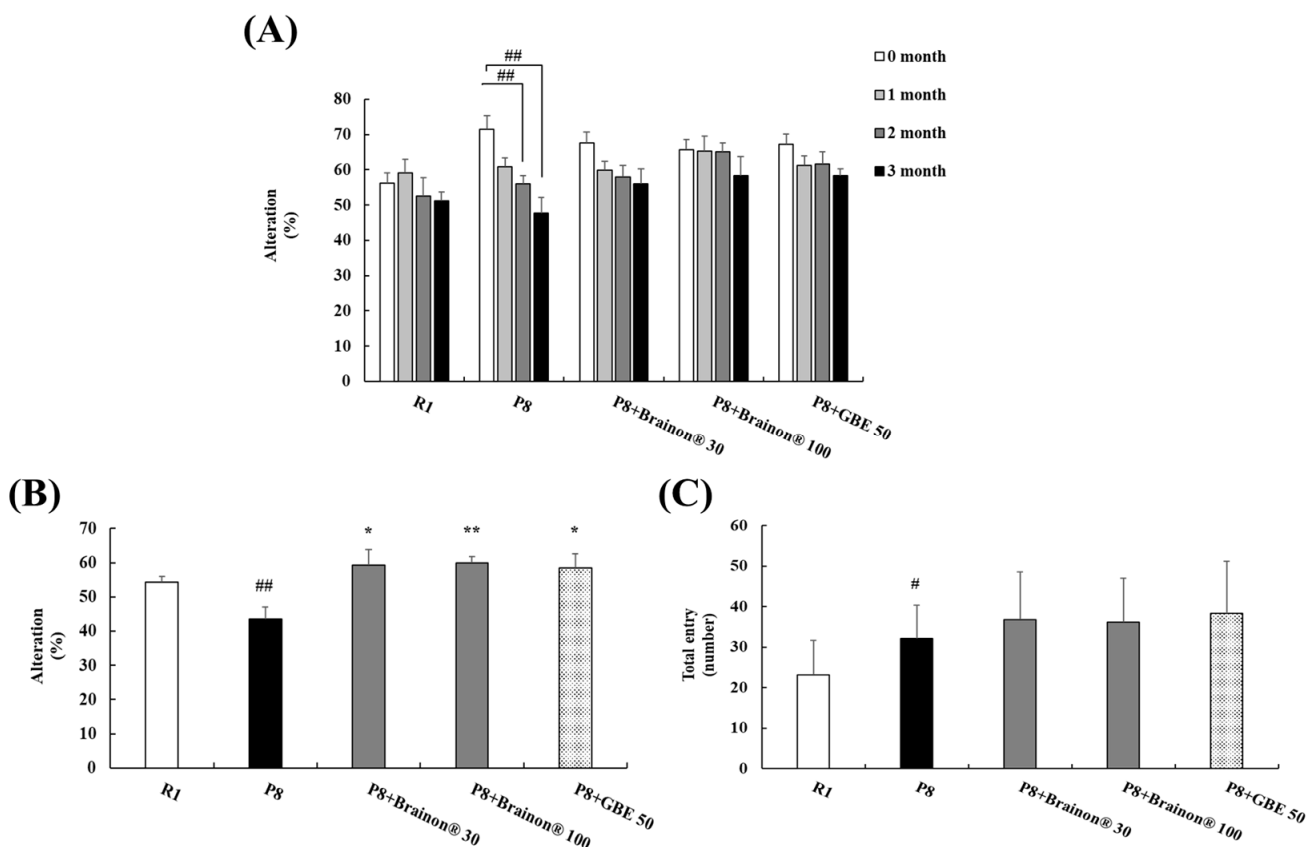 (A)
##
##
0 month
1 month
2 month
3 month
80
70
60
50
40
30
20
10
0
Alteration
(%)
R1
P8
P8+Brainon® 30
P8+Brainon® 100
P8+GBE 50
(B)
70
60
50
40
30
20
10
0
Alteration
(%)
##
*
**
*
R1
P8
P8+Brainon® 30
P8+Brainon® 100
P8+GBE 50
(C)
60
50
40
30
20
10
0
Total entry
(number)
#
R1
P8
P8+Brainon® 30
P8+Brainon® 100
P8+GBE 50